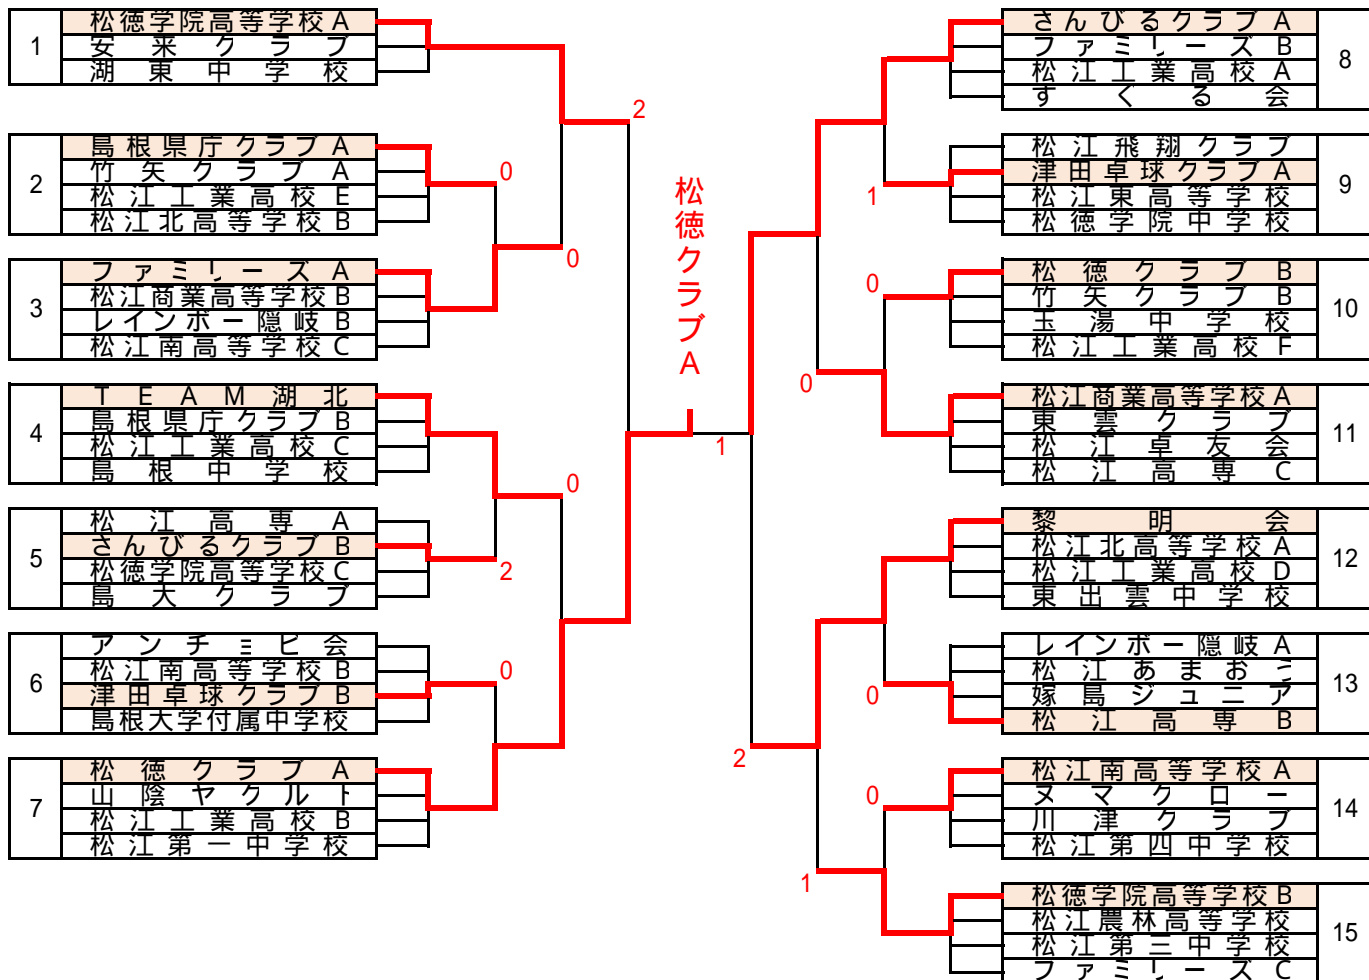 1
松徳学院高等学校A
安来クラブ
湖東中学校
2
島根県庁クラブA
竹矢クラブA
松江工業高校E
松江北高等学校B
3
ファミリーズA
松江商業高等学校B
レインボー隠岐B
松江南高等学校C
4
TEAM湖北
島根県庁クラブB
松江工業高校C
島根中学校
5
松江高専A
さんびるクラブB
松徳学院高等学校C
島大クラブ
6
アンチョビ会
松江南高等学校B
津田卓球クラブB
島根大学付属中学校
7
松徳クラブA
山陰ヤクルト
松江工業高校B
松江第一中学校
0
0
0
2
0
2
松徳クラブA
1
2
1
0
0
0
0
1
さんびるクラブA
ファミリーズB
松江工業高校A
すぐる会
8
松江飛翔クラブ
津田卓球クラブA
松江東高等学校
松徳学院中学校
9
松徳クラブB
竹矢クラブB
玉湯中学校
松江工業高校F
10
松江商業高等学校A
東雲クラブ
松江卓友会
松江高専C
11
黎明会
松江北高等学校A
松江工業高校D
東出雲中学校
12
レインボー隠岐A
松江あまおう
嫁島ジュニア
松江高専B
13
松江南高等学校A
ヌマクロー
川津クラブ
松江第四中学校
14
松徳学院高等学校B
松江農林高等学校
松江第三中学校
ファミリーズC
15